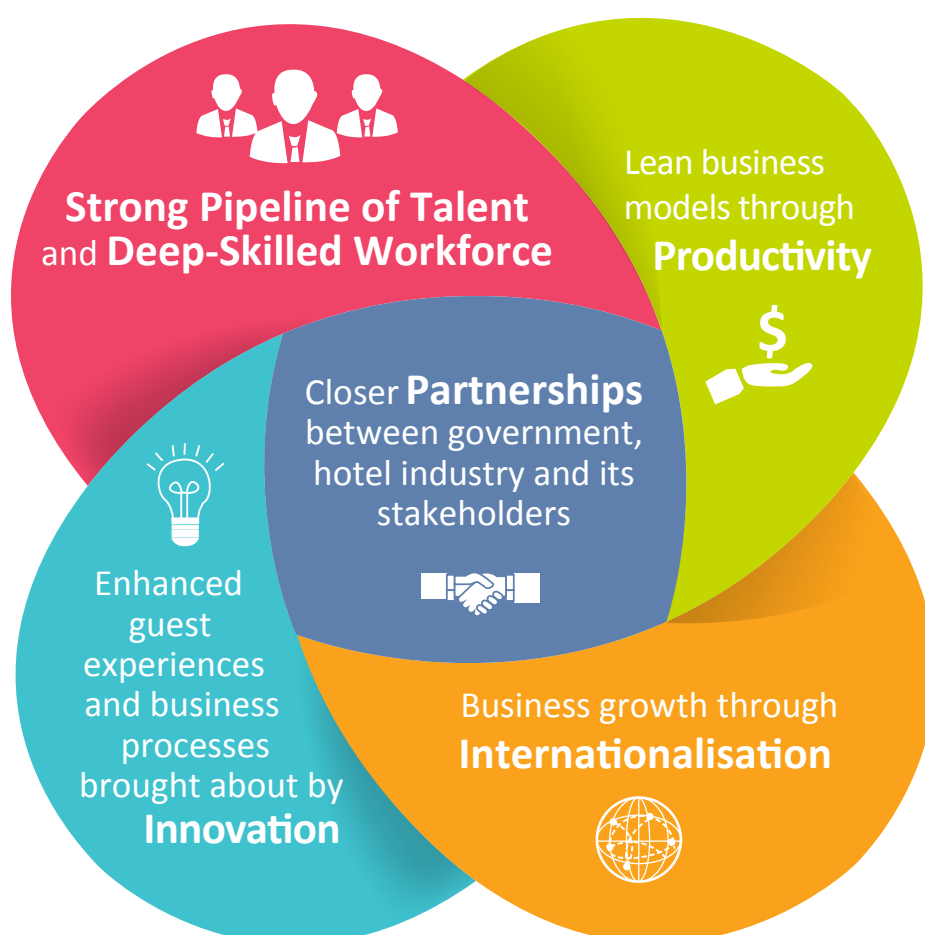 Strong Pipeline of Talent
and Deep-Skilled Workforce
Lean business
models through
Productivity
$
Closer Partnerships
between government,
hotel industry and its
stakeholders
Enhanced
guest
experiences
and business
processes
brought about by
Innovation
Business growth through
Internationalisation